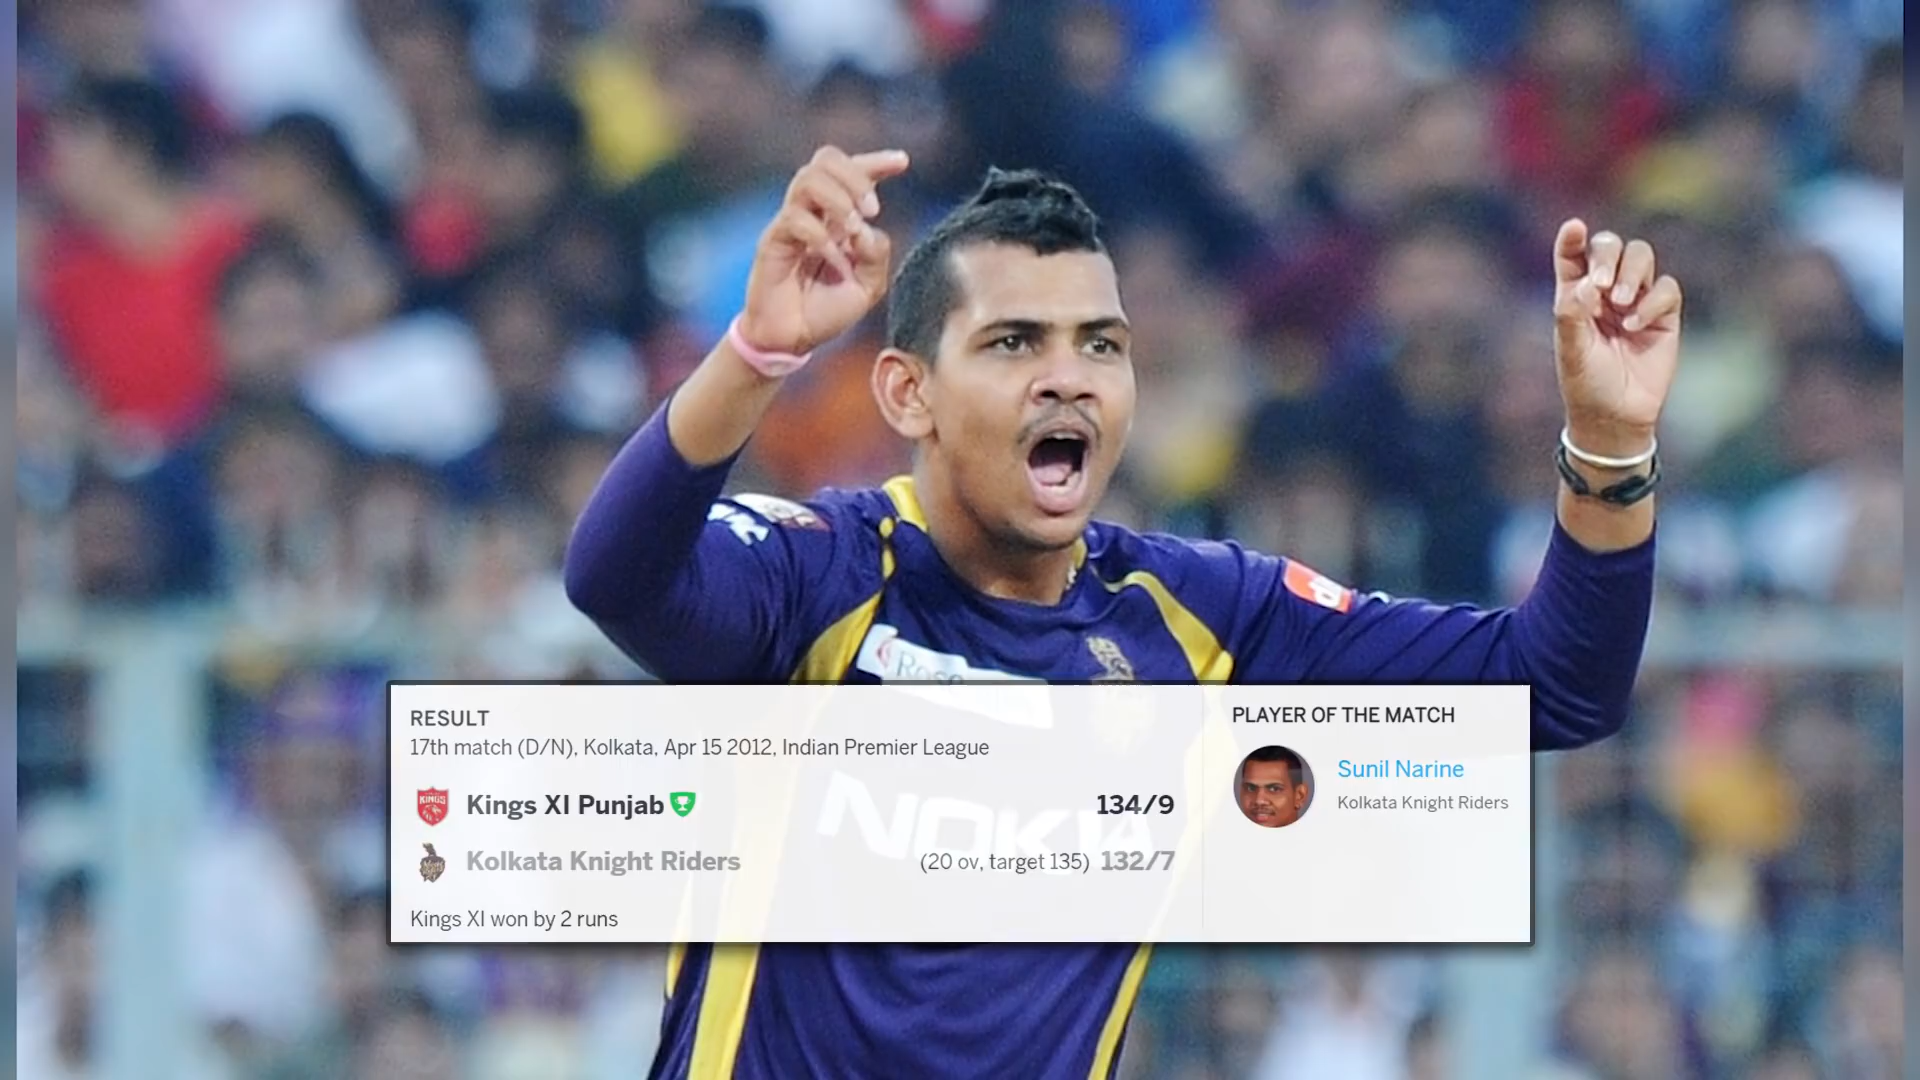 RESULT
17th match (D/N), Kolkata, Apr 15 2012, Indian Premier League
KINGS
Kings XI Punjab 134/9
Kolkata Knight Riders (20 ov, target 135) 132/7
Kings XI won by 2 runs
PLAYER OF THE MATCH
Sunil Narine
Kolkata Knight Riders
NOKIA